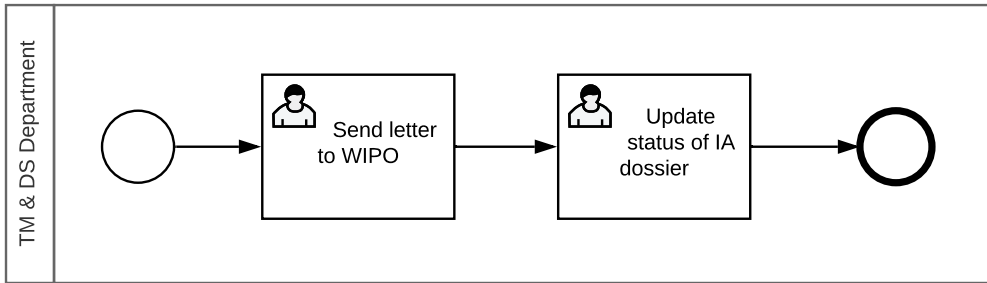 TM & DS Department
Send letter
to WIPO
Update
status of IA
dossier